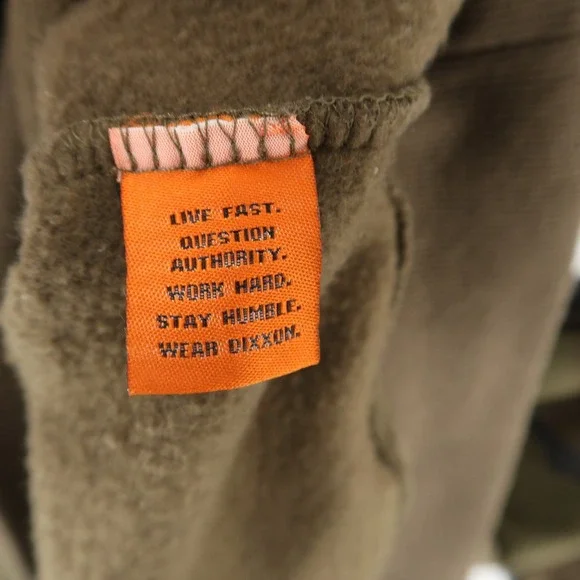 LIVE FAST.
QUESTION
AUTHORITY.
WORK HARD.
STAY HUMBLE.
WEAR DIXXON.